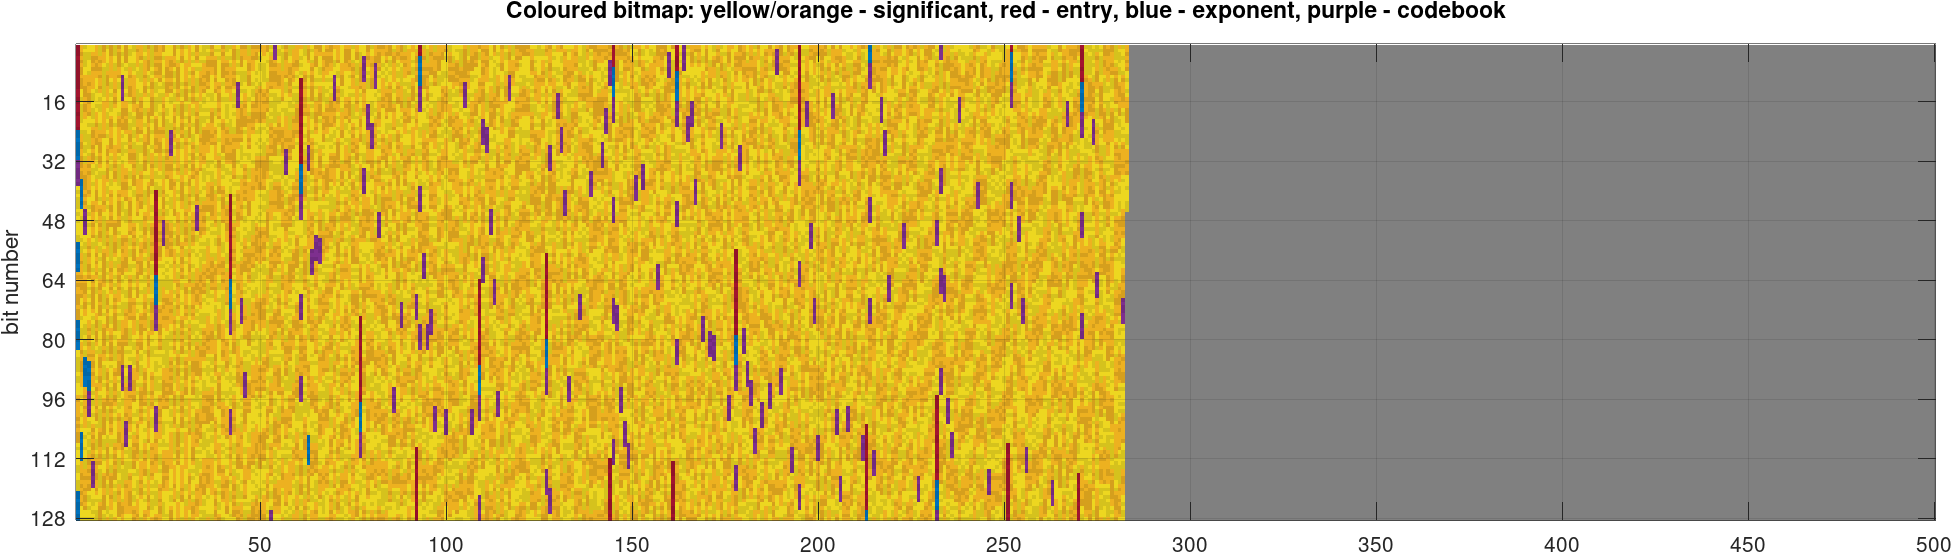 Coloured bitmap: yellow/orange - significant, red - entry, blue - exponent, purple - codebook
bit number
16
32
48
64
80
96
112
128
50 100 150 200 250 300 350 400 450 500